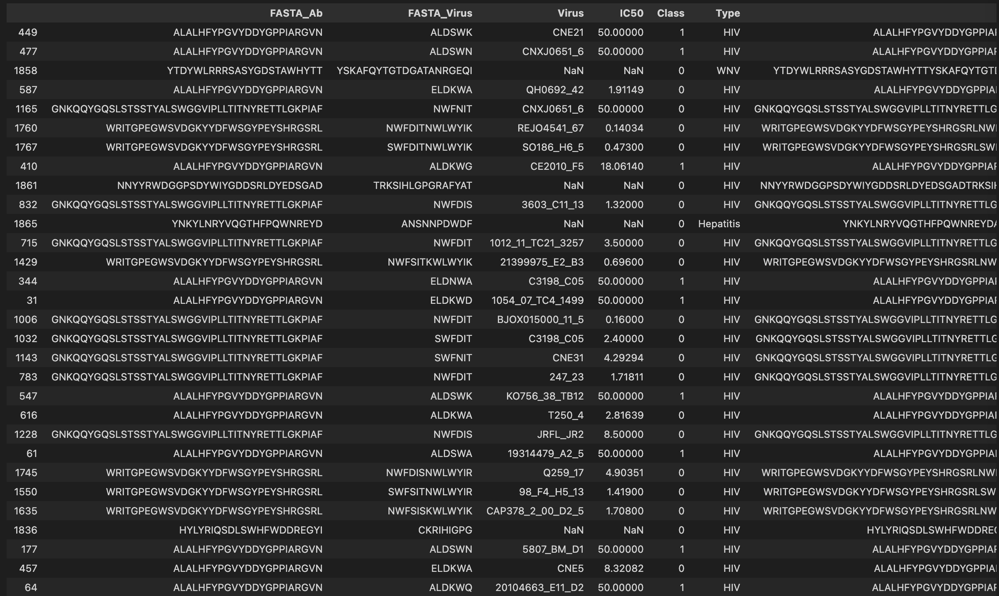 FASTA_Ab FASTA_Virus Virus IC50 Class Type
449 ALALHFYPGVYDDYGPPIARGVN ALDSWK CNE21 50.00000 1 HIV ALALHFYPGVYDDYGPPIA
477 ALALHFYPGVYDDYGPPIARGVN ALDSWN CNXJ0651_6 50.00000 1 HIV ALALHFYPGVYDDYGPPIA
1858 YTDYWLRRRSASYGDSTAWHYTT YSKAFQYTGTDGATANRGEQI NaN NaN 0 WNV YTDYWLRRRSASYGDSTAWHYTTYSKAFQYTGT
587 ALALHFYPGVYDDYGPPIARGVN ELDKWA QH0692_42 1.91149 0 HIV ALALHFYPGVYDDYGPPIA
1165 GNKQQYGQSLSTSSTYALSWGGVIPLLTITNYRETTLGKPIAF NWFNIT CNXJ0651_6 50.00000 0 HIV GNKQQYGQSLSTSSTYALSWGGVIPLLTITNYRETTLG
1760 WRITGPEGWSVDGKYYDFWSGYPEYSHRGSRL NWFDITNWLWYIK REJO4541_67 0.14034 0 HIV WRITGPEGWSVDGKYYDFWSGYPEYSHRGSRLNW
1767 WRITGPEGWSVDGKYYDFWSGYPEYSHRGSRL SWFDITNWLWYIK SO186_H6_5 0.47300 0 HIV WRITGPEGWSVDGKYYDFWSGYPEYSHRGSRLSW
410 ALALHFYPGVYDDYGPPIARGVN ALDKWG CE2010_F5 18.06140 1 HIV ALALHFYPGVYDDYGPPIA
1861 NNYYRWDGGPSDYWIYGDDSRLDYEDSGAD TRKSIHLGPGRAFYAT NaN NaN 0 HIV NNYYRWDGGPSDYWIYGDDSRLDYEDSGADTRKSI
832 GNKQQYGQSLSTSSTYALSWGGVIPLLTITNYRETTLGKPIAF NWFDIS 3603_C11_13 1.32000 0 HIV GNKQQYGQSLSTSSTYALSWGGVIPLLTITNYRETTLG
1865 YNKYLNRYVQGTHFPQWNREYD ANSNNPDWDF NaN NaN 0 Hepatitis YNKYLNRYVQGTHFPQWNREYD
715 GNKQQYGQSLSTSSTYALSWGGVIPLLTITNYRETTLGKPIAF NWFDIT 1012_11_TC21_3257 3.50000 0 HIV GNKQQYGQSLSTSSTYALSWGGVIPLLTITNYRETTLG
1429 WRITGPEGWSVDGKYYDFWSGYPEYSHRGSRL NWFSITKWLWYIK 21399975_E2_B3 0.69600 0 HIV WRITGPEGWSVDGKYYDFWSGYPEYSHRGSRLNW
344 ALALHFYPGVYDDYGPPIARGVN ELDNWA C3198_C05 50.00000 1 HIV ALALHFYPGVYDDYGPPIA
31 ALALHFYPGVYDDYGPPIARGVN ELDKWD 1054_07_TC4_1499 50.00000 1 HIV ALALHFYPGVYDDYGPPIA
1006 GNKQQYGQSLSTSSTYALSWGGVIPLLTITNYRETTLGKPIAF NWFDIT BJOX015000_11_5 0.16000 0 HIV GNKQQYGQSLSTSSTYALSWGGVIPLLTITNYRETTLG
1032 GNKQQYGQSLSTSSTYALSWGGVIPLLTITNYRETTLGKPIAF SWFDIT C3198_C05 2.40000 0 HIV GNKQQYGQSLSTSSTYALSWGGVIPLLTITNYRETTLG
1143 GNKQQYGQSLSTSSTYALSWGGVIPLLTITNYRETTLGKPIAF SWFNIT CNE31 4.29294 0 HIV GNKQQYGQSLSTSSTYALSWGGVIPLLTITNYRETTLG
783 GNKQQYGQSLSTSSTYALSWGGVIPLLTITNYRETTLGKPIAF NWFDIT 247_23 1.71811 0 HIV GNKQQYGQSLSTSSTYALSWGGVIPLLTITNYRETTLG
547 ALALHFYPGVYDDYGPPIARGVN ALDSWK KO756_38_TB12 50.00000 1 HIV ALALHFYPGVYDDYGPPIA
616 ALALHFYPGVYDDYGPPIARGVN ALDKWA T250_4 2.81639 0 HIV ALALHFYPGVYDDYGPPIA
1228 GNKQQYGQSLSTSSTYALSWGGVIPLLTITNYRETTLGKPIAF NWFDIS JRFL_JR2 8.50000 0 HIV GNKQQYGQSLSTSSTYALSWGGVIPLLTITNYRETTLG
61 ALALHFYPGVYDDYGPPIARGVN ALDSWA 19314479_A2_5 50.00000 1 HIV ALALHFYPGVYDDYGPPIA
1745 WRITGPEGWSVDGKYYDFWSGYPEYSHRGSRL NWFDISNWLWYIR Q259_17 4.90351 0 HIV WRITGPEGWSVDGKYYDFWSGYPEYSHRGSRLNW
1550 WRITGPEGWSVDGKYYDFWSGYPEYSHRGSRL SWFSITNWLWYIR 98_F4_H5_13 1.41900 0 HIV WRITGPEGWSVDGKYYDFWSGYPEYSHRGSRLSW
1635 WRITGPEGWSVDGKYYDFWSGYPEYSHRGSRL NWFSISKWLWYIK CAP378_2_00_D2_5 1.70800 0 HIV WRITGPEGWSVDGKYYDFWSGYPEYSHRGSRLNW
1836 HYLYRIQSDLSWHFWDDREGYI CKRIHIGPG NaN NaN 0 HIV HYLYRIQSDLSWHFWDDRE
177 ALALHFYPGVYDDYGPPIARGVN ALDSWN 5807_BM_D1 50.00000 1 HIV ALALHFYPGVYDDYGPPIA
457 ALALHFYPGVYDDYGPPIARGVN ELDKWA CNE5 8.32082 0 HIV ALALHFYPGVYDDYGPPIA
64 ALALHFYPGVYDDYGPPIARGVN ALDKWQ 20104663_E11_D2 50.00000 1 HIV ALALHFYPGVYDDYGPPIA